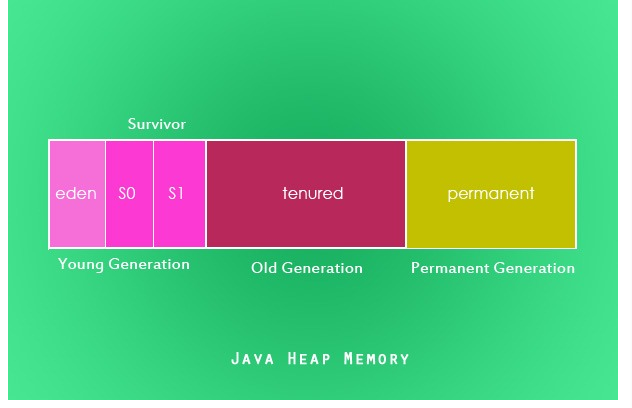 Survivor
eden S0 S1 tenured permanent
Young Generation Old Generation Permanent Generation
Java Heap Memory